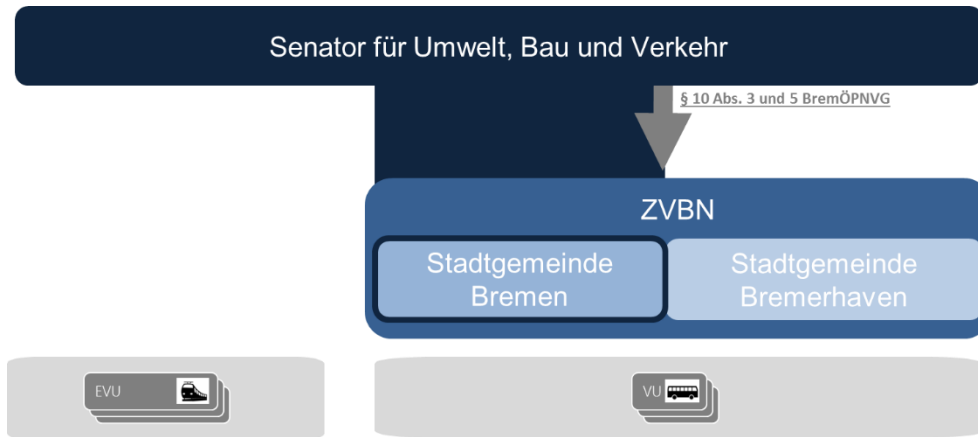 Senator für Umwelt, Bau und Verkehr
§ 10 Abs. 3 und 5 BremÖPNVG
ZVBN
Stadtgemeinde
Bremen
Stadtgemeinde
Bremerhaven
EVU
VU